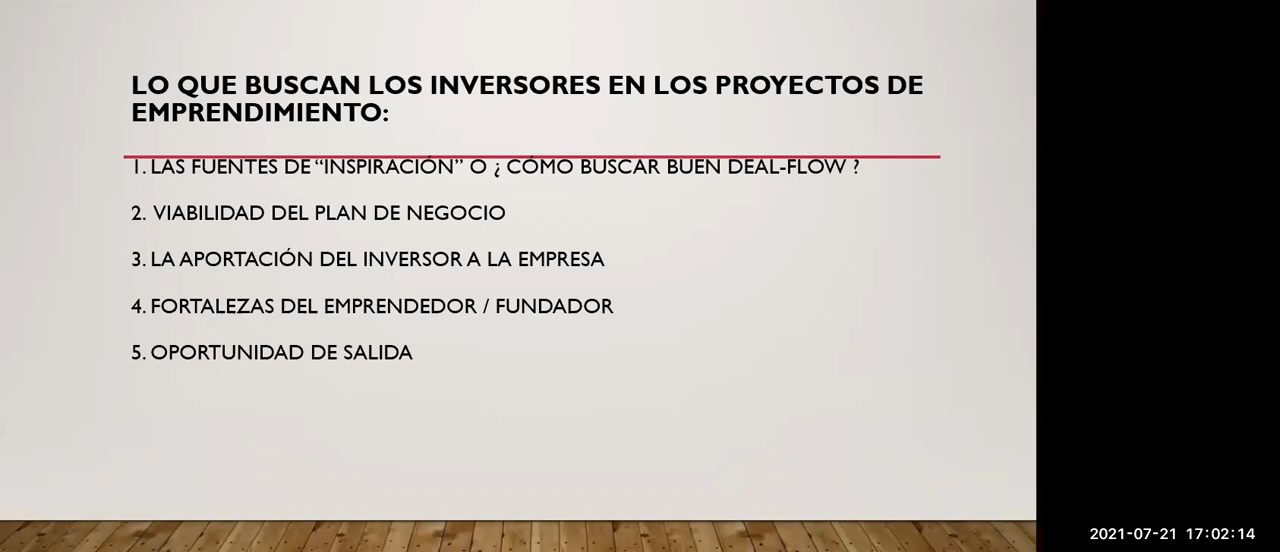 LO QUE BUSCAN LOS INVERSORES EN LOS PROYECTOS DE
EMPRENDIMIENTO:
1. LAS FUENTES DE “INSPIRACIÓN” O ¿ CÓMO BUSCAR BUEN DEAL-FLOW ?
2. VIABILIDAD DEL PLAN DE NEGOCIO
3. LA APORTACIÓN DEL INVERSOR A LA EMPRESA
4. FORTALEZAS DEL EMPRENDEDOR / FUNDADOR
5. OPORTUNIDAD DE SALIDA
2021-07-21 17:02:14